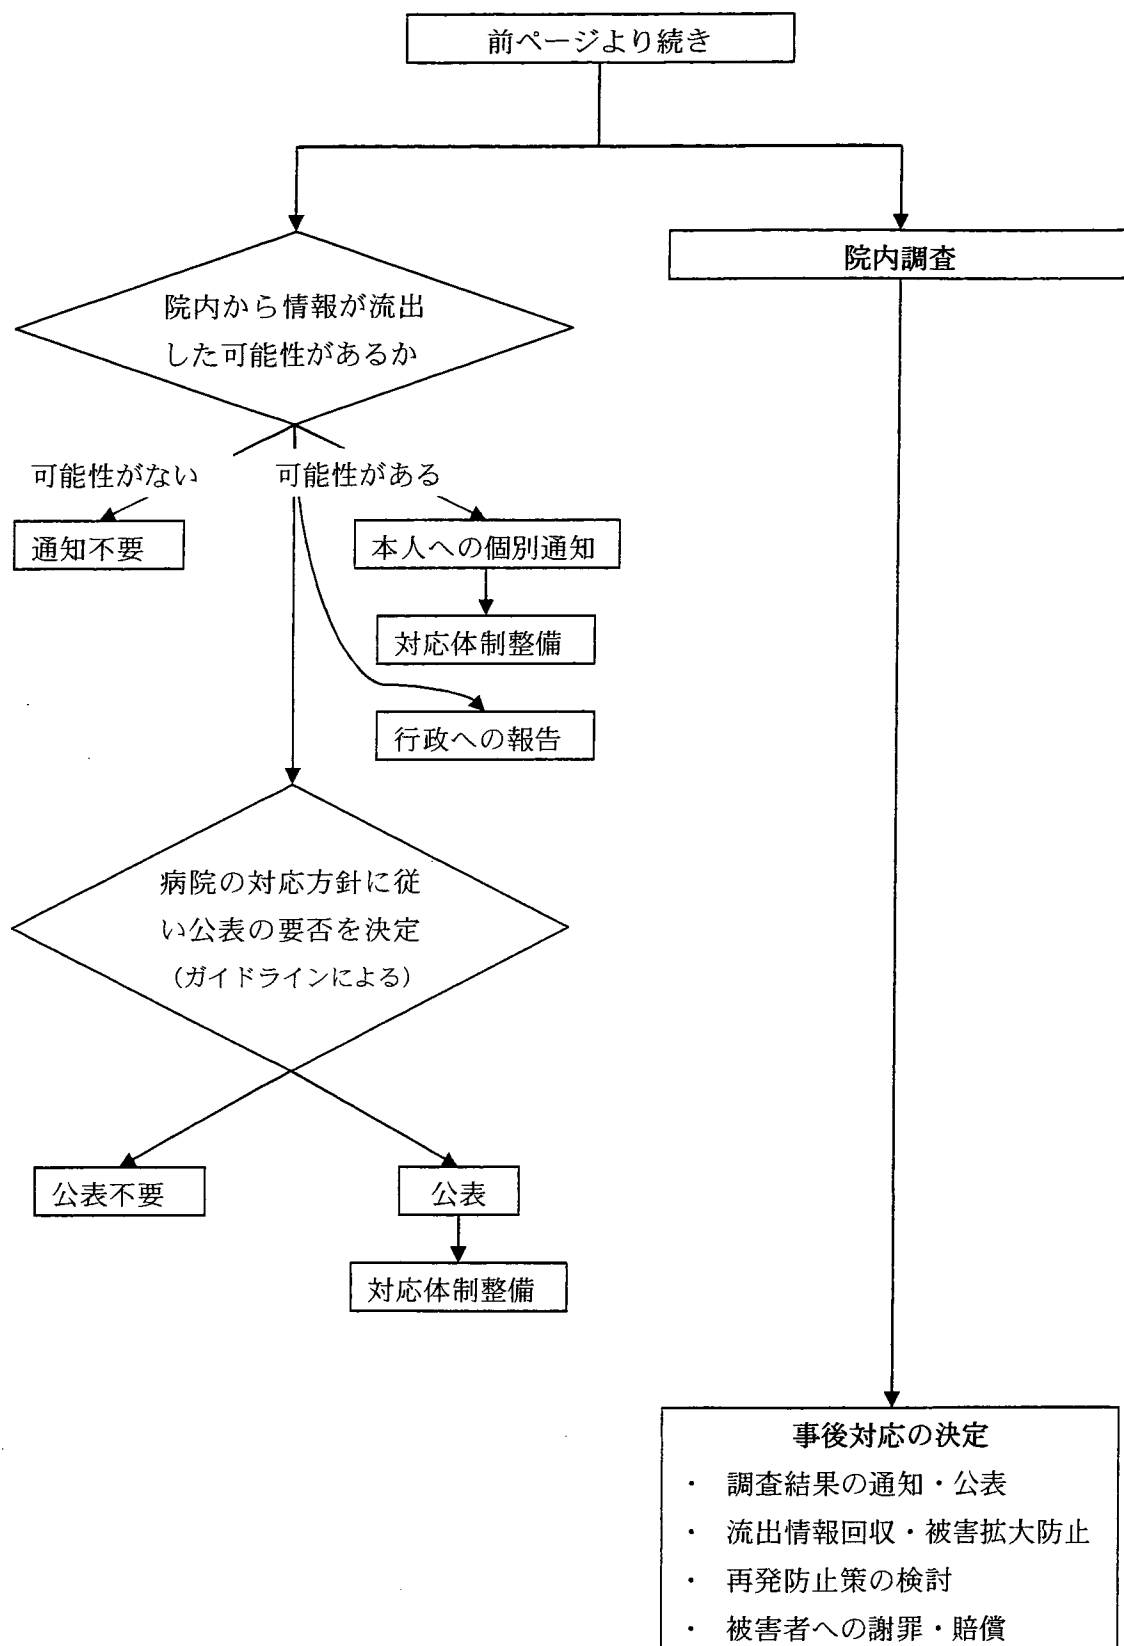 前ページより続き
院内調査
院内から情報が流出
した可能性があるか
可能性がない
可能性がある
通知不要
本人への個別通知
対応体制整備
行政への報告
病院の対応方針に従
い公表の要否を決定
(ガイドラインによる)
公表不要
公表
対応体制整備
事後対応の決定
・ 調査結果の通知・公表
・ 流出情報回収・被害拡大防止
・ 再発防止策の検討
・ 被害者への謝罪・賠償